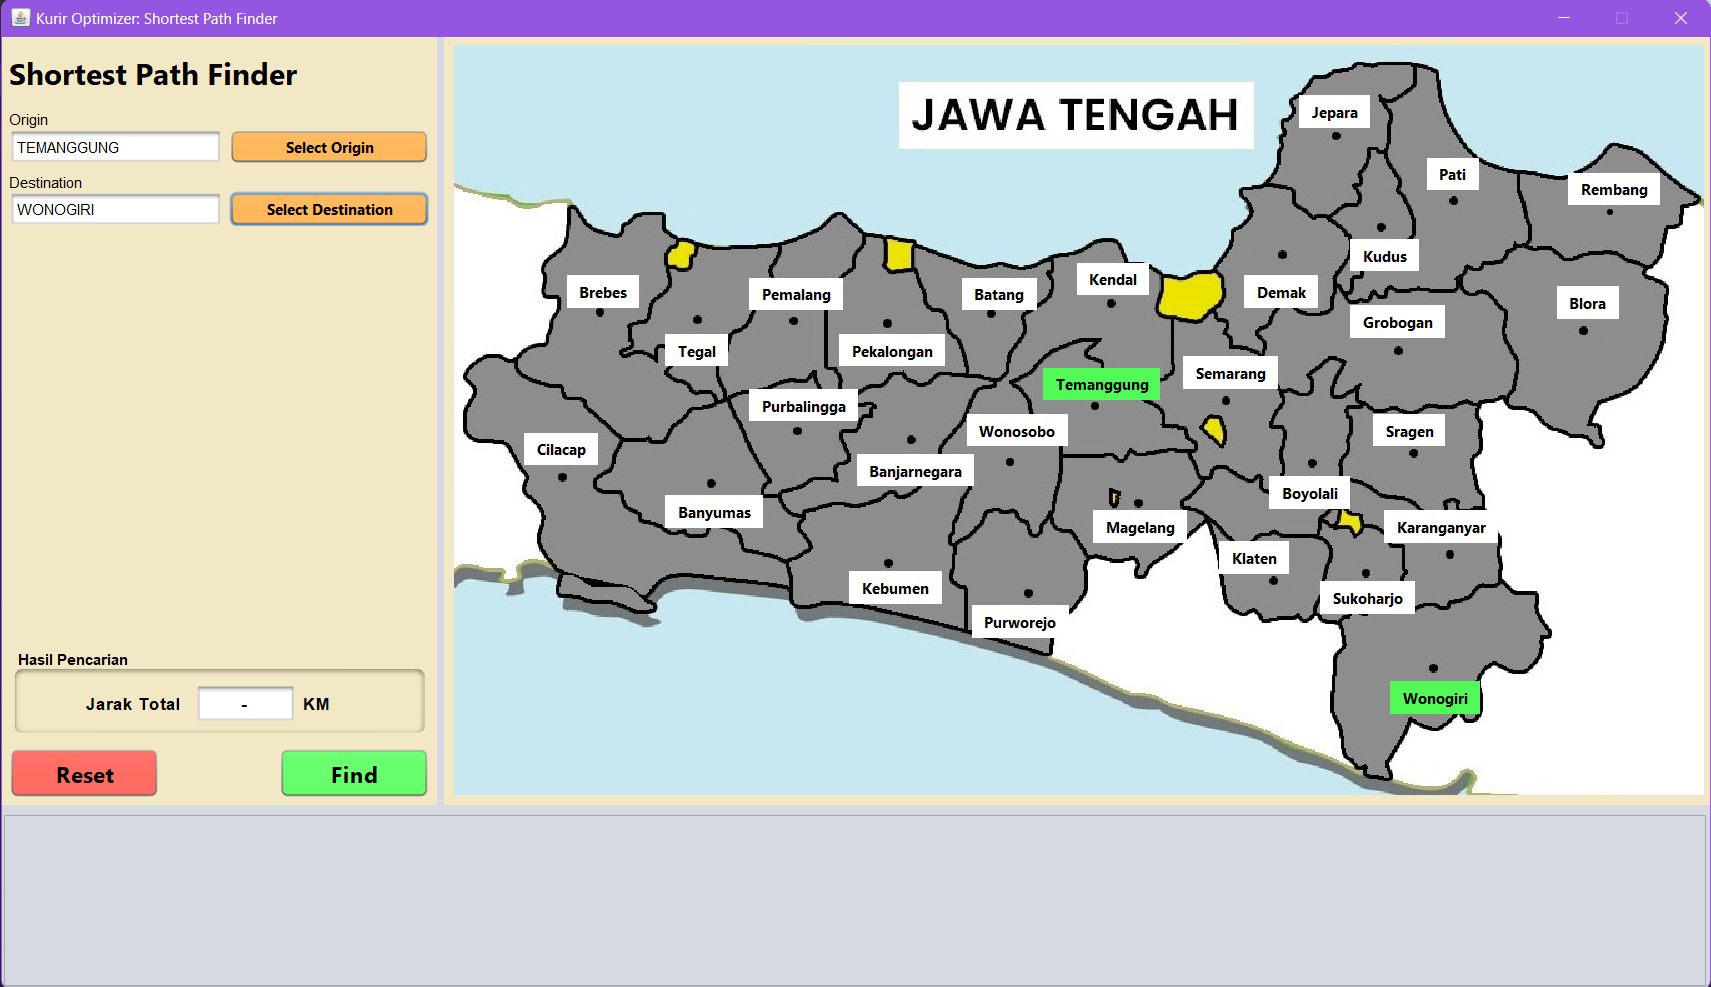 Kurir Optimizer: Shortest Path Finder
Shortest Path Finder
Origin
TEMANGGUNG
Select Origin
Destination
WONOGIRI
Select Destination
Hasil Pencarian
Jarak Total - KM
Reset
Find
JAWA TENGAH
Jepara
Pati
Rembang
Kudus
Brebes
Pemalang
Batang
Kendal
Demak
Blora
Grobogan
Tegal
Pekalongan
Semarang
Temanggung
Purbalingga
Wonosobo
Sragen
Cilacap
Banjarnegara
Boyolali
Banyumas
Magelang
Karanganyar
Klaten
Kebumen
Sukoharjo
Purworejo
Wonogiri